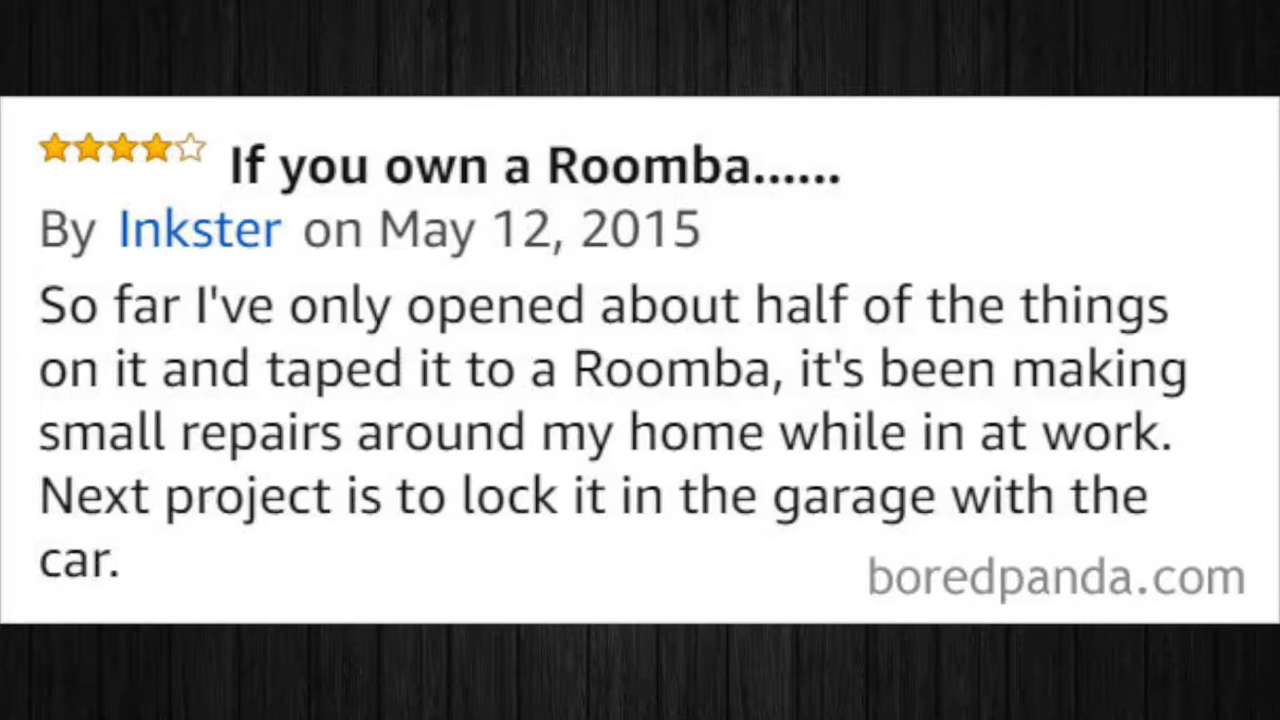 If you own a Roomba......
By Inkster on May 12, 2015
So far I've only opened about half of the things
on it and taped it to a Roomba, it's been making
small repairs around my home while in at work.
Next project is to lock it in the garage with the
car.
boredpanda.com